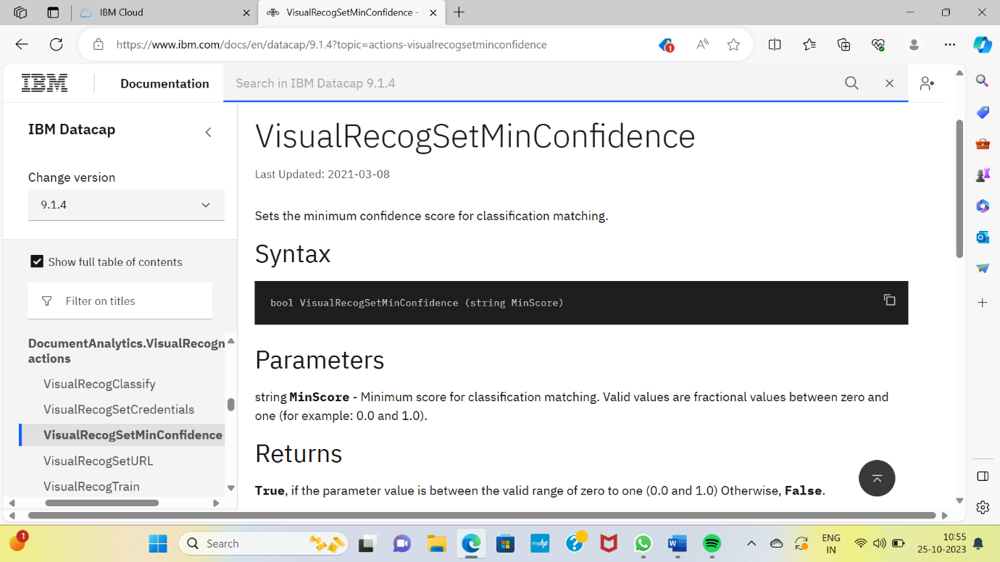 IBM Cloud
VisualRecogSetMinConfidence -
https://www.ibm.com/docs/en/datacap/9.1.4?topic=actions-visualrecogsetminconfidence
1
IBM
Documentation
Search in IBM Datacap 9.1.4
IBM Datacap
Change version
9.1.4
Show full table of contents
Filter on titles
DocumentAnalytics.VisualRecogn
actions
VisualRecogClassify
VisualRecogSetCredentials
VisualRecogSetMinConfidence
VisualRecogSetURL
VisualRecogTrain
VisualRecogSetMinConfidence
Last Updated: 2021-03-08
Sets the minimum confidence score for classification matching.
Syntax
bool VisualRecogSetMinConfidence (string MinScore)
Parameters
string MinScore - Minimum score for classification matching. Valid values are fractional values between zero and
one (for example: 0.0 and 1.0).
Returns
True, if the parameter value is between the valid range of zero to one (0.0 and 1.0) Otherwise, False.
1
Search
myhp
ENG
IN
10:55
25-10-2023